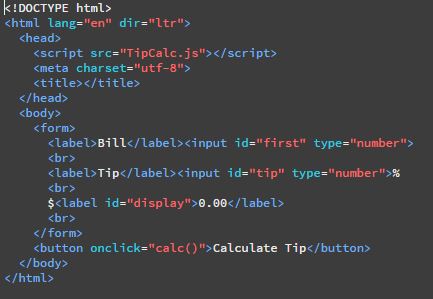 <!DOCTYPE html>
<html lang="en" dir="ltr">
  <head>
    <script src="TipCalc.js"></script>
    <meta charset="utf-8">
    <title></title>
  </head>
  <body>
    <form>
      <label>Bill</label><input id="first" type="number">
      <br>
      <label>Tip</label><input id="tip" type="number">%
      <br>
      $<label id="display">0.00</label>
      <br>
    </form>
    <button onclick="calc()">Calculate Tip</button>
  </body>
</html>